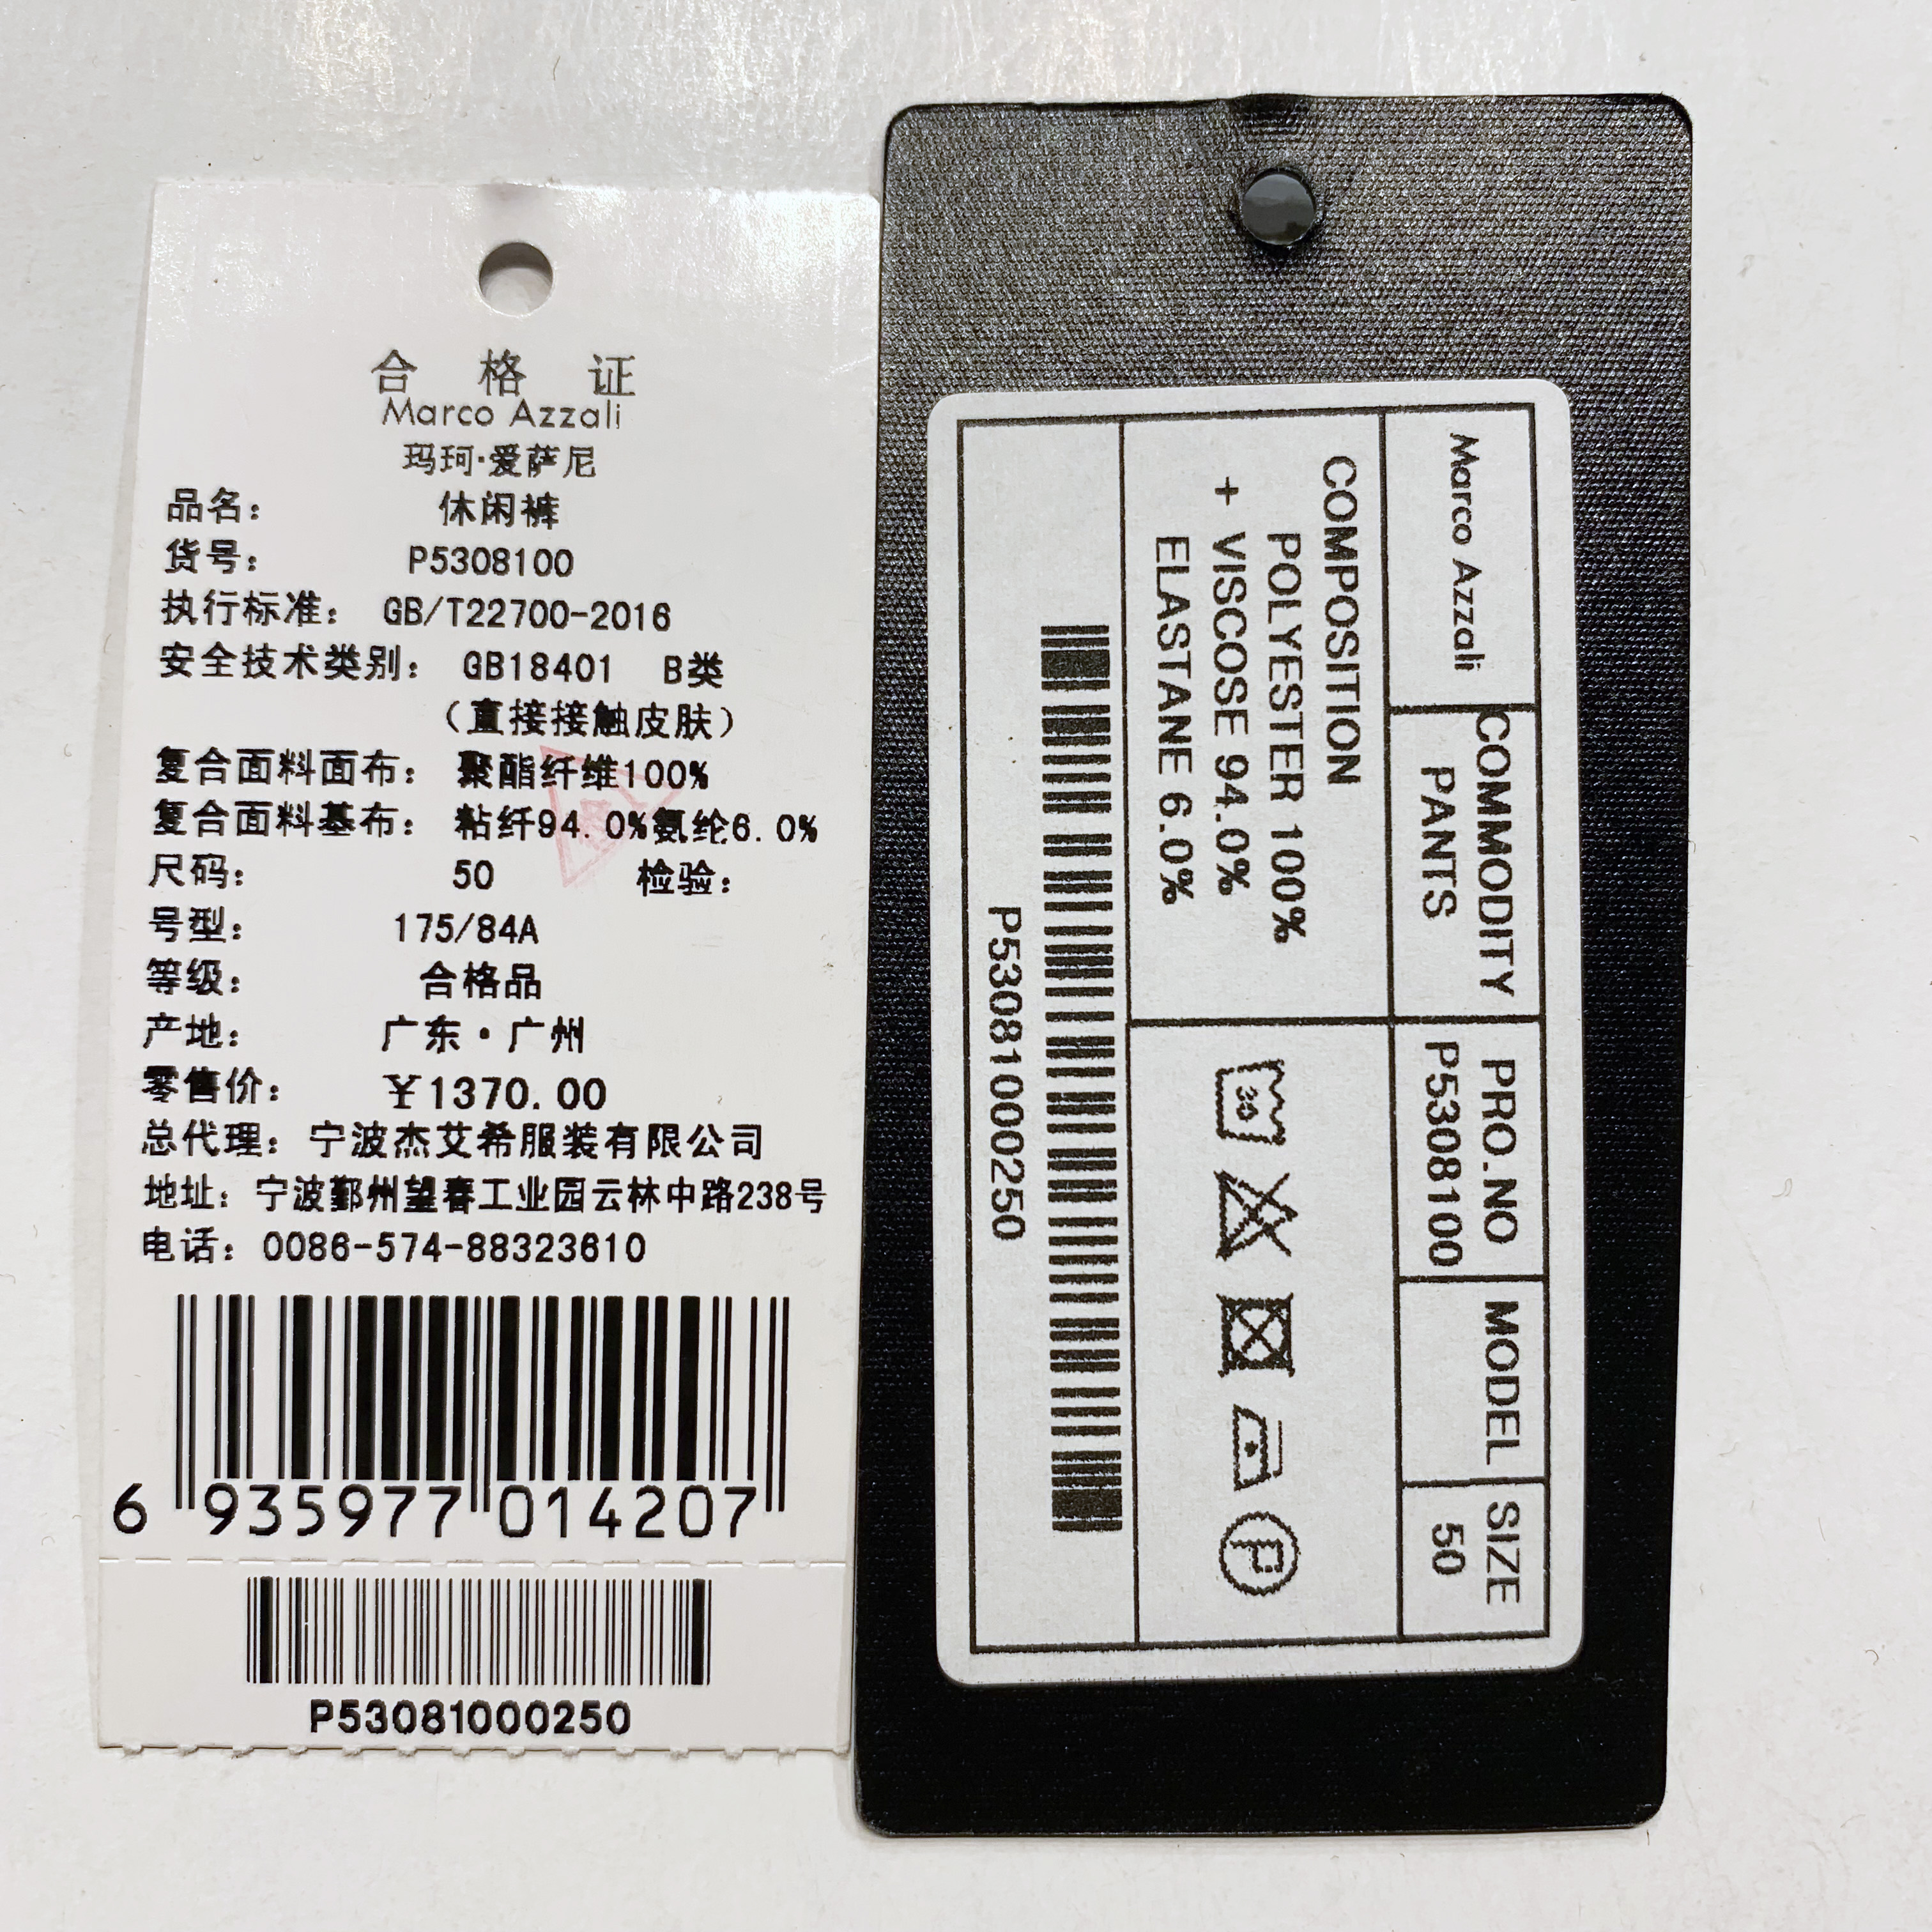 合 格 证
Marco Azzali
玛珂·爱萨尼
品名： 休闲裤
货号： P5308100
执行标准： GB/T22700-2016
安全技术类别： GB18401 B类
（直接接触皮肤）
复合面料面布： 聚酯纤维100%
复合面料基布： 粘纤94.0%氨纶6.0%
尺码： 50 检验：
号型： 175/84A
等级： 合格品
产地： 广东·广州
零售价： ￥1370.00
总代理：宁波杰艾希服装有限公司
地址：宁波鄞州望春工业园云林中路238号
电话：0086-574-88323610
6 935977 014207
P53081000250
Marco Azzali
COMMODITY
PANTS
PRO.NO
P5308100
MODEL
SIZE
50
COMPOSITION
POLYESTER 100%
+ VISCOSE 94.0%
ELASTANE 6.0%
30
P
P53081000250